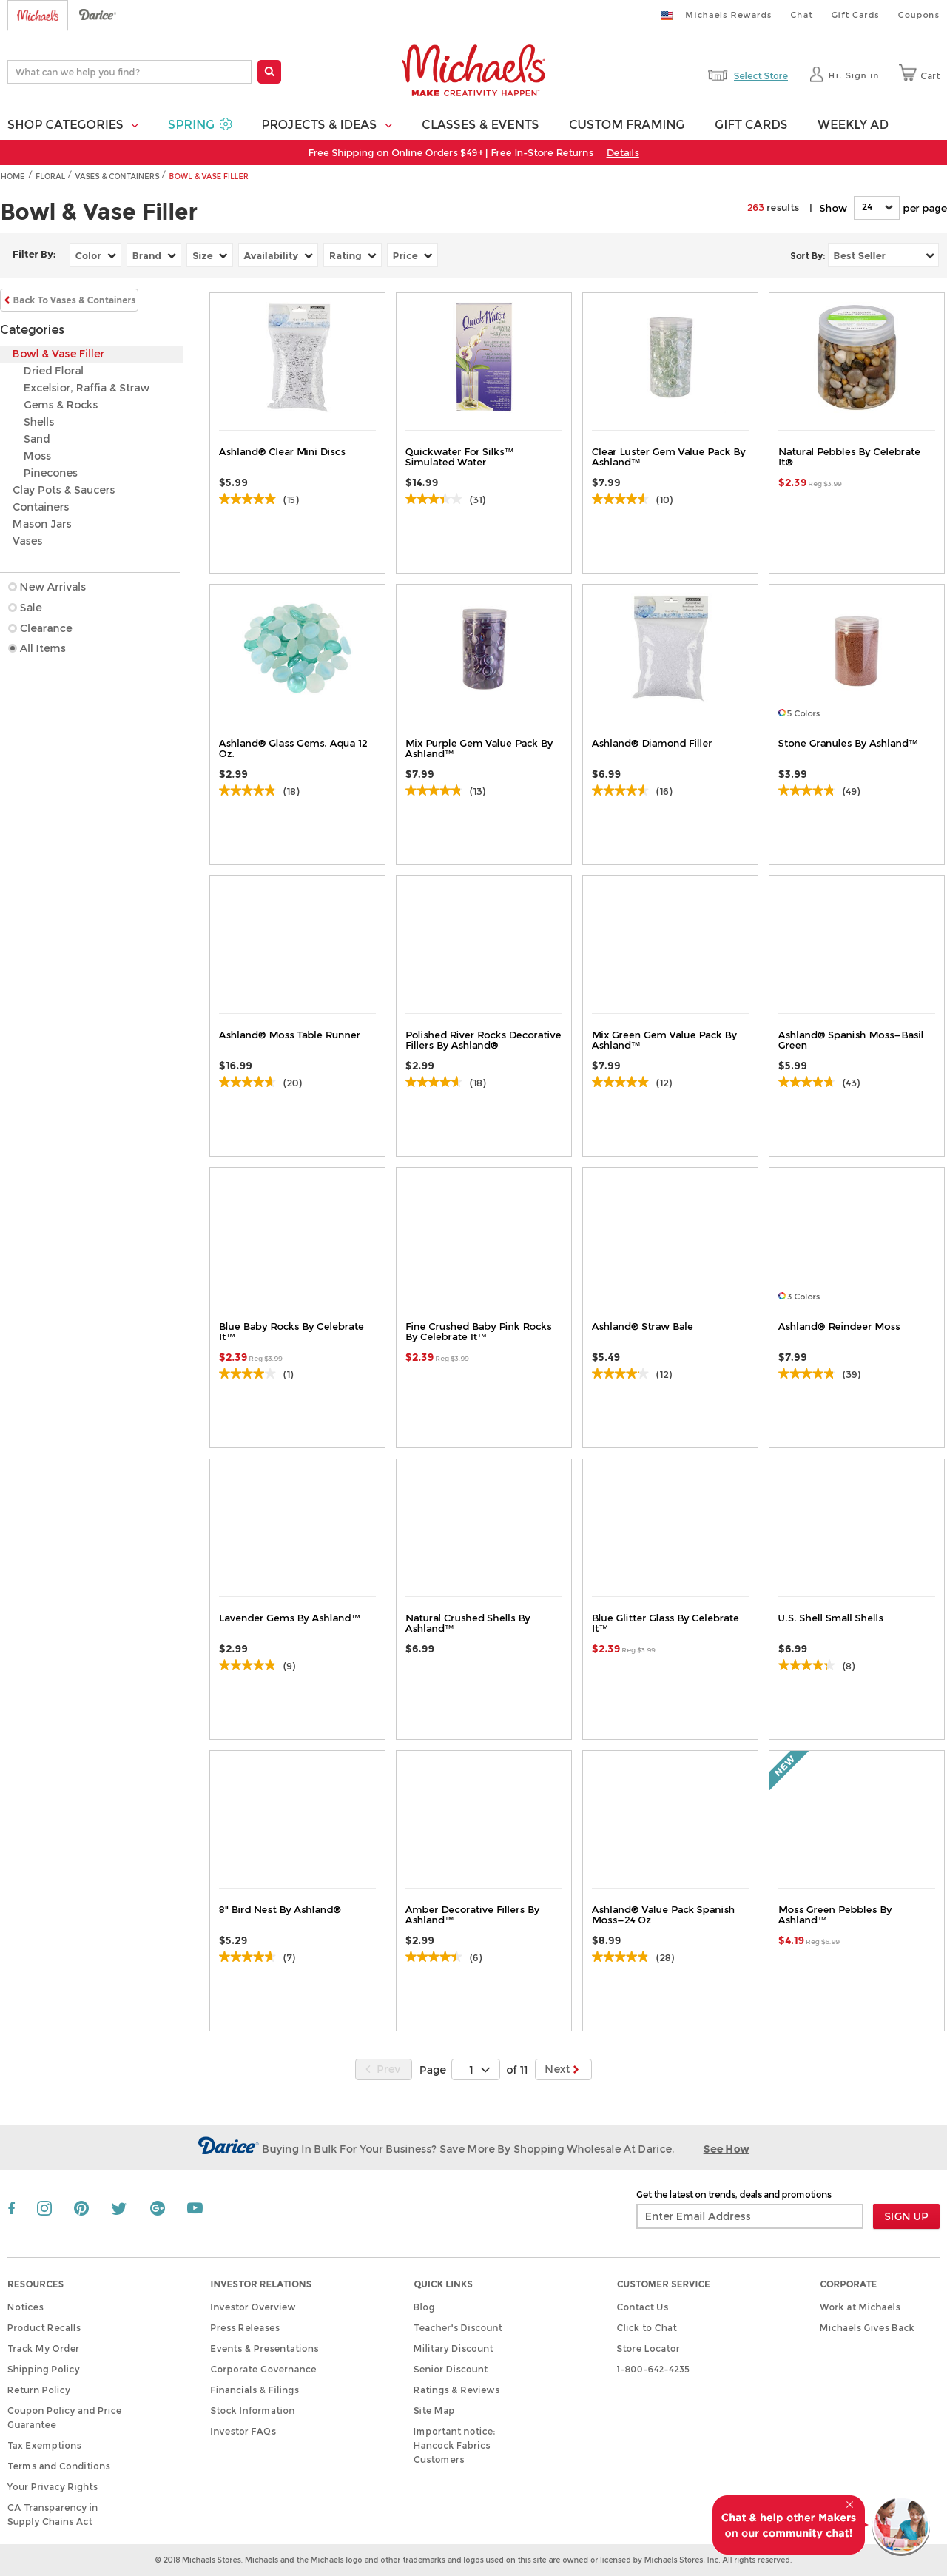 Michaels
Darice
Michaels Rewards
Chat
Gift Cards
Coupons
What can we help you find?
Michaels
MAKE CREATIVITY HAPPEN
Select Store
Hi, Sign in
Cart
SHOP CATEGORIES
SPRING
PROJECTS & IDEAS
CLASSES & EVENTS
CUSTOM FRAMING
GIFT CARDS
WEEKLY AD
Free Shipping on Online Orders $49+ | Free In-Store Returns Details
HOME / FLORAL / VASES & CONTAINERS / BOWL & VASE FILLER
Bowl & Vase Filler
263 results | Show 24 per page
Filter By: Color Brand Size Availability Rating Price
Sort By: Best Seller
Back To Vases & Containers
Categories
Bowl & Vase Filler
Dried Floral
Excelsior, Raffia & Straw
Gems & Rocks
Shells
Sand
Moss
Pinecones
Clay Pots & Saucers
Containers
Mason Jars
Vases
New Arrivals
Sale
Clearance
All Items
Quick Water
Ashland® Clear Mini Discs
$5.99
(15)
Quickwater For Silks™
Simulated Water
$14.99
(31)
Clear Luster Gem Value Pack By
Ashland™
$7.99
(10)
Natural Pebbles By Celebrate
It®
$2.39 Reg $3.99
Ashland® Glass Gems, Aqua 12
Oz.
$2.99
(18)
Mix Purple Gem Value Pack By
Ashland™
$7.99
(13)
Ashland® Diamond Filler
$6.99
(16)
5 Colors
Stone Granules By Ashland™
$3.99
(49)
Ashland® Moss Table Runner
$16.99
(20)
Polished River Rocks Decorative
Fillers By Ashland®
$2.99
(18)
Mix Green Gem Value Pack By
Ashland™
$7.99
(12)
Ashland® Spanish Moss–Basil
Green
$5.99
(43)
Blue Baby Rocks By Celebrate
It™
$2.39 Reg $3.99
(1)
Fine Crushed Baby Pink Rocks
By Celebrate It™
$2.39 Reg $3.99
Ashland® Straw Bale
$5.49
(12)
3 Colors
Ashland® Reindeer Moss
$7.99
(39)
Lavender Gems By Ashland™
$2.99
(9)
Natural Crushed Shells By
Ashland™
$6.99
Blue Glitter Glass By Celebrate
It™
$2.39 Reg $3.99
U.S. Shell Small Shells
$6.99
(8)
8" Bird Nest By Ashland®
$5.29
(7)
Amber Decorative Fillers By
Ashland™
$2.99
(6)
Ashland® Value Pack Spanish
Moss–24 Oz
$8.99
(28)
NEW
Moss Green Pebbles By
Ashland™
$4.19 Reg $6.99
Prev Page 1 of 11 Next
Darice Buying In Bulk For Your Business? Save More By Shopping Wholesale At Darice. See How
Get the latest on trends, deals and promotions
Enter Email Address
SIGN UP
RESOURCES
Notices
Product Recalls
Track My Order
Shipping Policy
Return Policy
Coupon Policy and Price
Guarantee
Tax Exemptions
Terms and Conditions
Your Privacy Rights
CA Transparency in
Supply Chains Act
INVESTOR RELATIONS
Investor Overview
Press Releases
Events & Presentations
Corporate Governance
Financials & Filings
Stock Information
Investor FAQs
QUICK LINKS
Blog
Teacher's Discount
Military Discount
Senior Discount
Ratings & Reviews
Site Map
Important notice:
Hancock Fabrics
Customers
CUSTOMER SERVICE
Contact Us
Click to Chat
Store Locator
1-800-642-4235
CORPORATE
Work at Michaels
Michaels Gives Back
Chat & help other Makers
on our community chat!
© 2018 Michaels Stores. Michaels and the Michaels logo and other trademarks and logos used on this site are owned or licensed by Michaels Stores, Inc. All rights reserved.